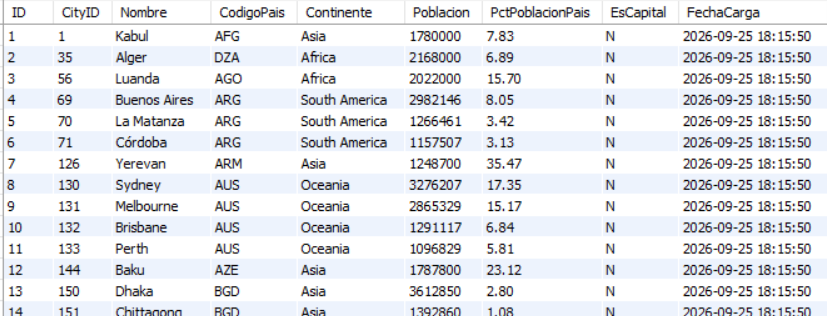 ID CityID Nombre CodigoPais Continente Poblacion PctPoblacionPais EsCapital FechaCarga
1 1 Kabul AFG Asia 1780000 7.83 N 2026-09-25 18:15:50
2 35 Alger DZA Africa 2168000 6.89 N 2026-09-25 18:15:50
3 56 Luanda AGO Africa 2022000 15.70 N 2026-09-25 18:15:50
4 69 Buenos Aires ARG South America 2982146 8.05 N 2026-09-25 18:15:50
5 70 La Matanza ARG South America 1266461 3.42 N 2026-09-25 18:15:50
6 71 Córdoba ARG South America 1157507 3.13 N 2026-09-25 18:15:50
7 126 Yerevan ARM Asia 1248700 35.47 N 2026-09-25 18:15:50
8 130 Sydney AUS Oceania 3276207 17.35 N 2026-09-25 18:15:50
9 131 Melbourne AUS Oceania 2865329 15.17 N 2026-09-25 18:15:50
10 132 Brisbane AUS Oceania 1291117 6.84 N 2026-09-25 18:15:50
11 133 Perth AUS Oceania 1096829 5.81 N 2026-09-25 18:15:50
12 144 Baku AZE Asia 1787800 23.12 N 2026-09-25 18:15:50
13 150 Dhaka BGD Asia 3612850 2.80 N 2026-09-25 18:15:50
14 151 Chittagong BGD Asia 1392860 1.08 N 2026-09-25 18:15:50